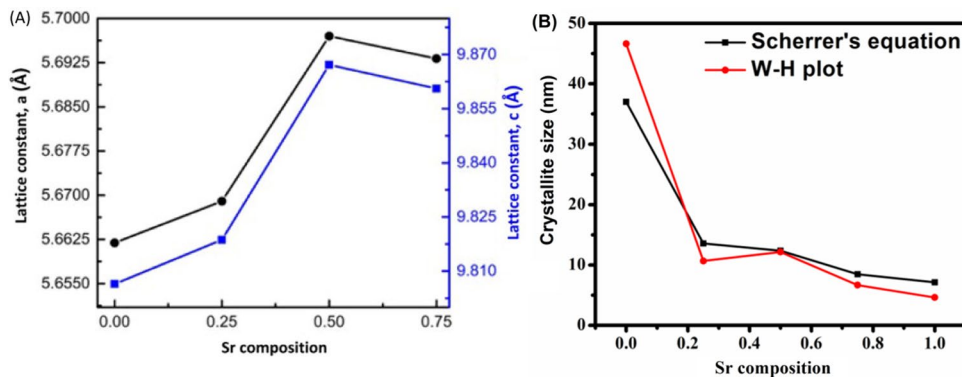 (A)
Lattice constant, a (Å)
5.7000
5.6925
5.6850
5.6775
5.6700
5.6625
5.6550
0.00 0.25 0.50 0.75
Sr composition
9.870
9.855
9.840
9.825
9.810
Lattice constant, c (Å)
(B)
Crystallite size (nm)
50
40
30
20
10
0
Scherrer's equation
W-H plot
0.0 0.2 0.4 0.6 0.8 1.0
Sr composition